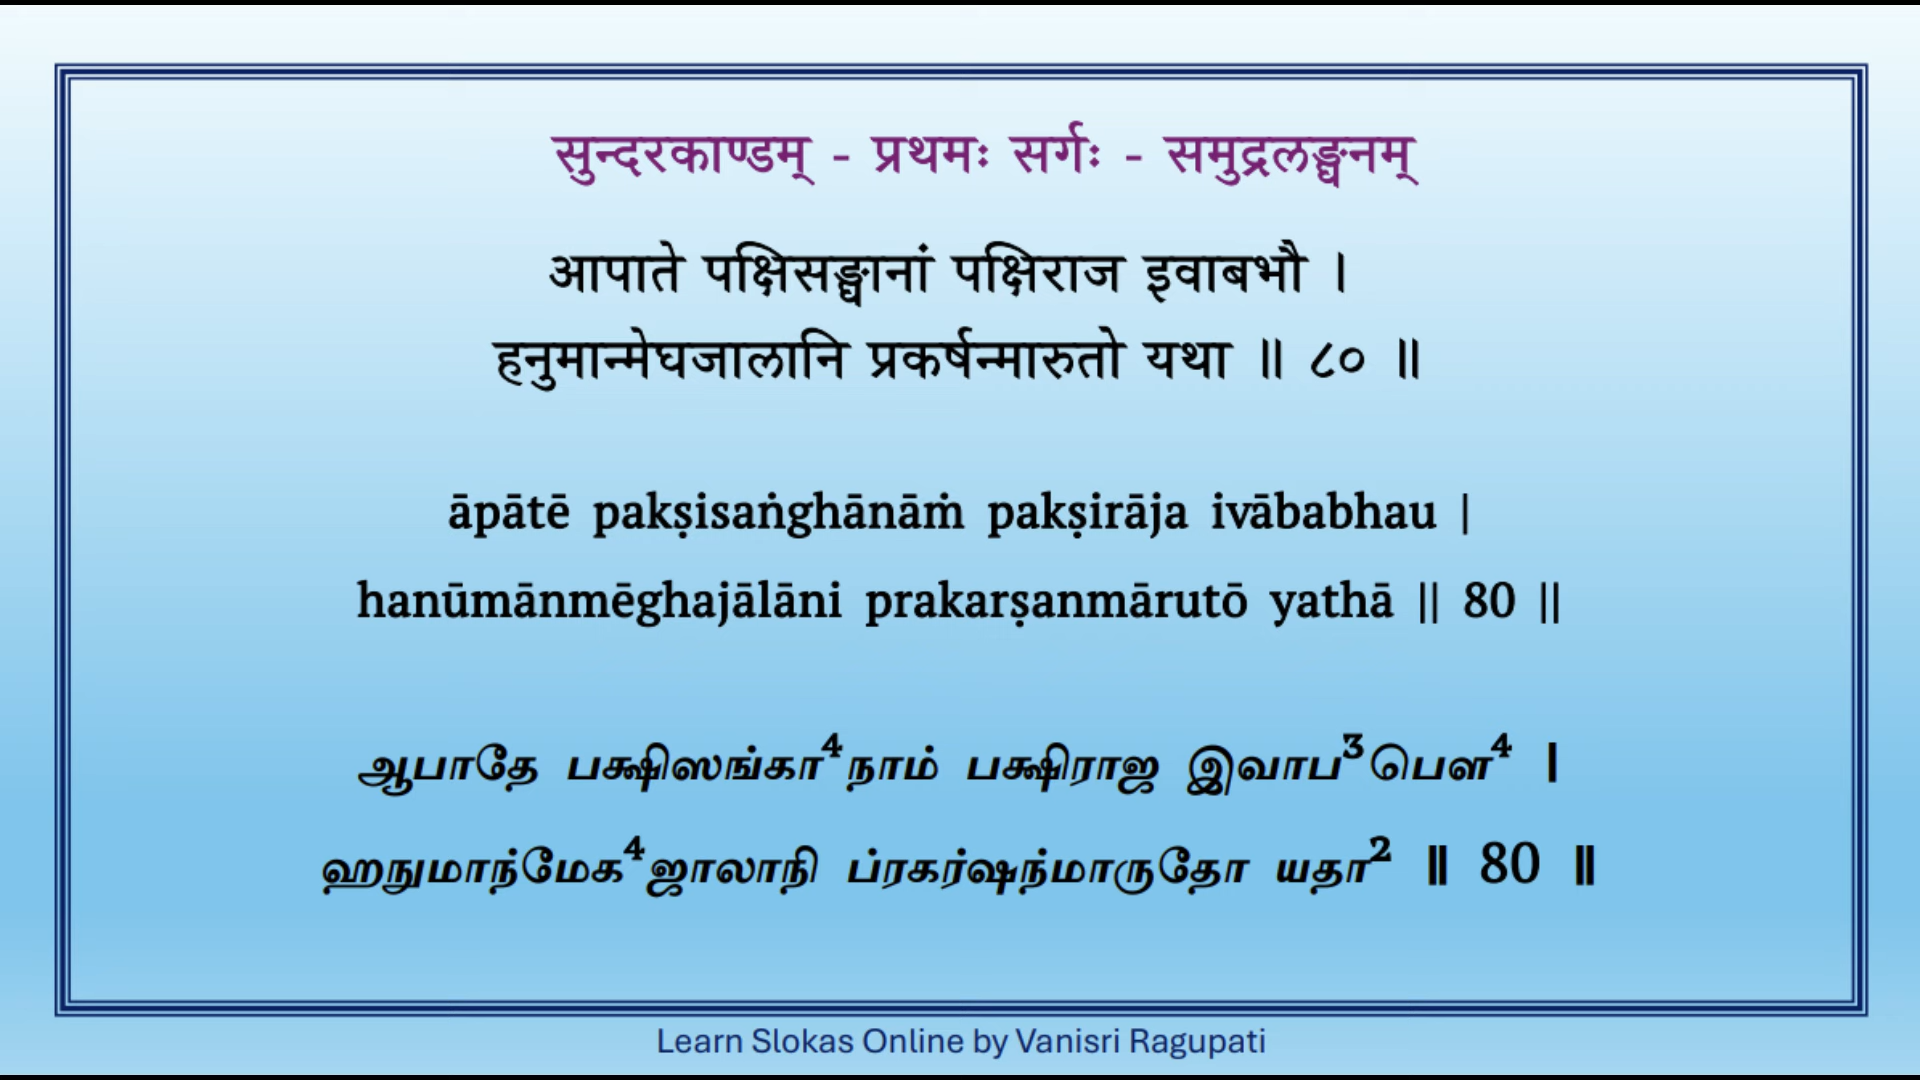 सुन्दरकाण्डम् - प्रथमः सर्गः - समुद्रलङ्घनम्
आपाते पक्षिसङ्घानां पक्षिराज इवाबभौ ।
हनुमान्मेघजालानि प्रकर्षन्मारुतो यथा ॥ ८० ॥
āpātē pakṣisaṅghānāṁ pakṣirāja ivābabhau |
hanūmānmēghajālāni prakarṣanmārutō yathā || 80 ||
ஆபாதே பக்ஷிஸங்கா⁴நாம் பக்ஷிராஜ இவாப³பௌ⁴ |
ஹநுமாந்மேக⁴ஜாலாநி ப்ரகர்ஷந்மாருதோ யதா² ‖ 80 ‖
Learn Slokas Online by Vanisri Ragupati